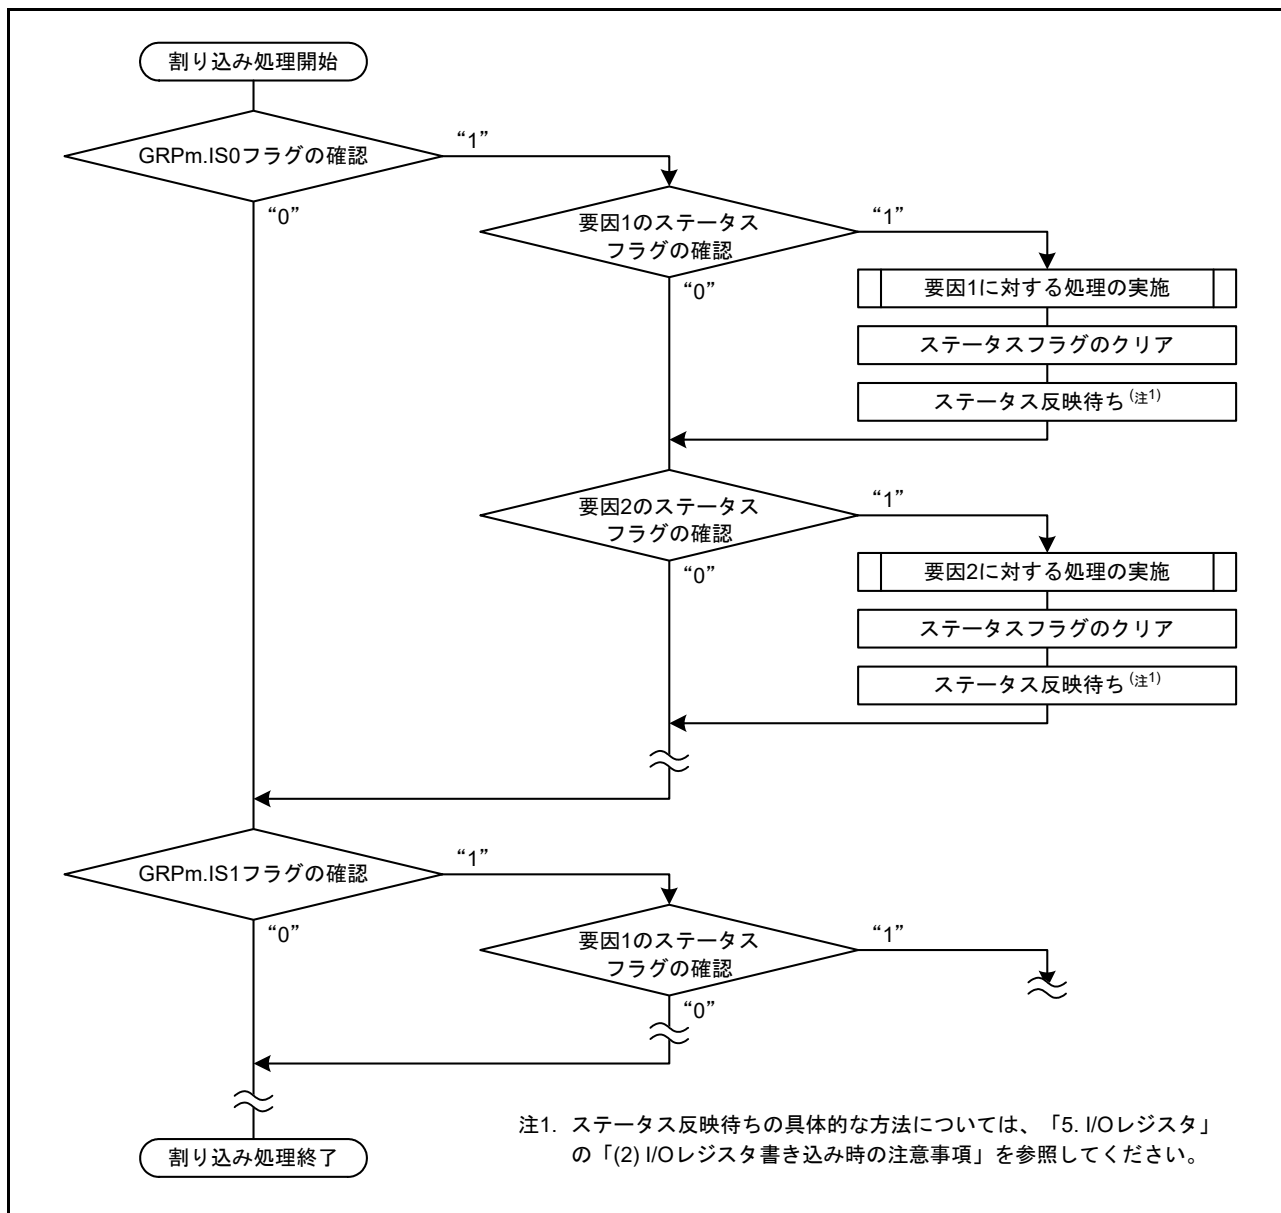 割り込み処理開始
GRPm.IS0フラグの確認
“1”
“0”
要因1のステータス
フラグの確認
“1”
“0”
要因1に対する処理の実施
ステータスフラグのクリア
ステータス反映待ち(注1)
要因2のステータス
フラグの確認
“1”
“0”
要因2に対する処理の実施
ステータスフラグのクリア
ステータス反映待ち(注1)
GRPm.IS1フラグの確認
“1”
“0”
要因1のステータス
フラグの確認
“1”
“0”
割り込み処理終了
注1. ステータス反映待ちの具体的な方法については、「5. I/Oレジスタ」
の「(2) I/Oレジスタ書き込み時の注意事項」を参照してください。